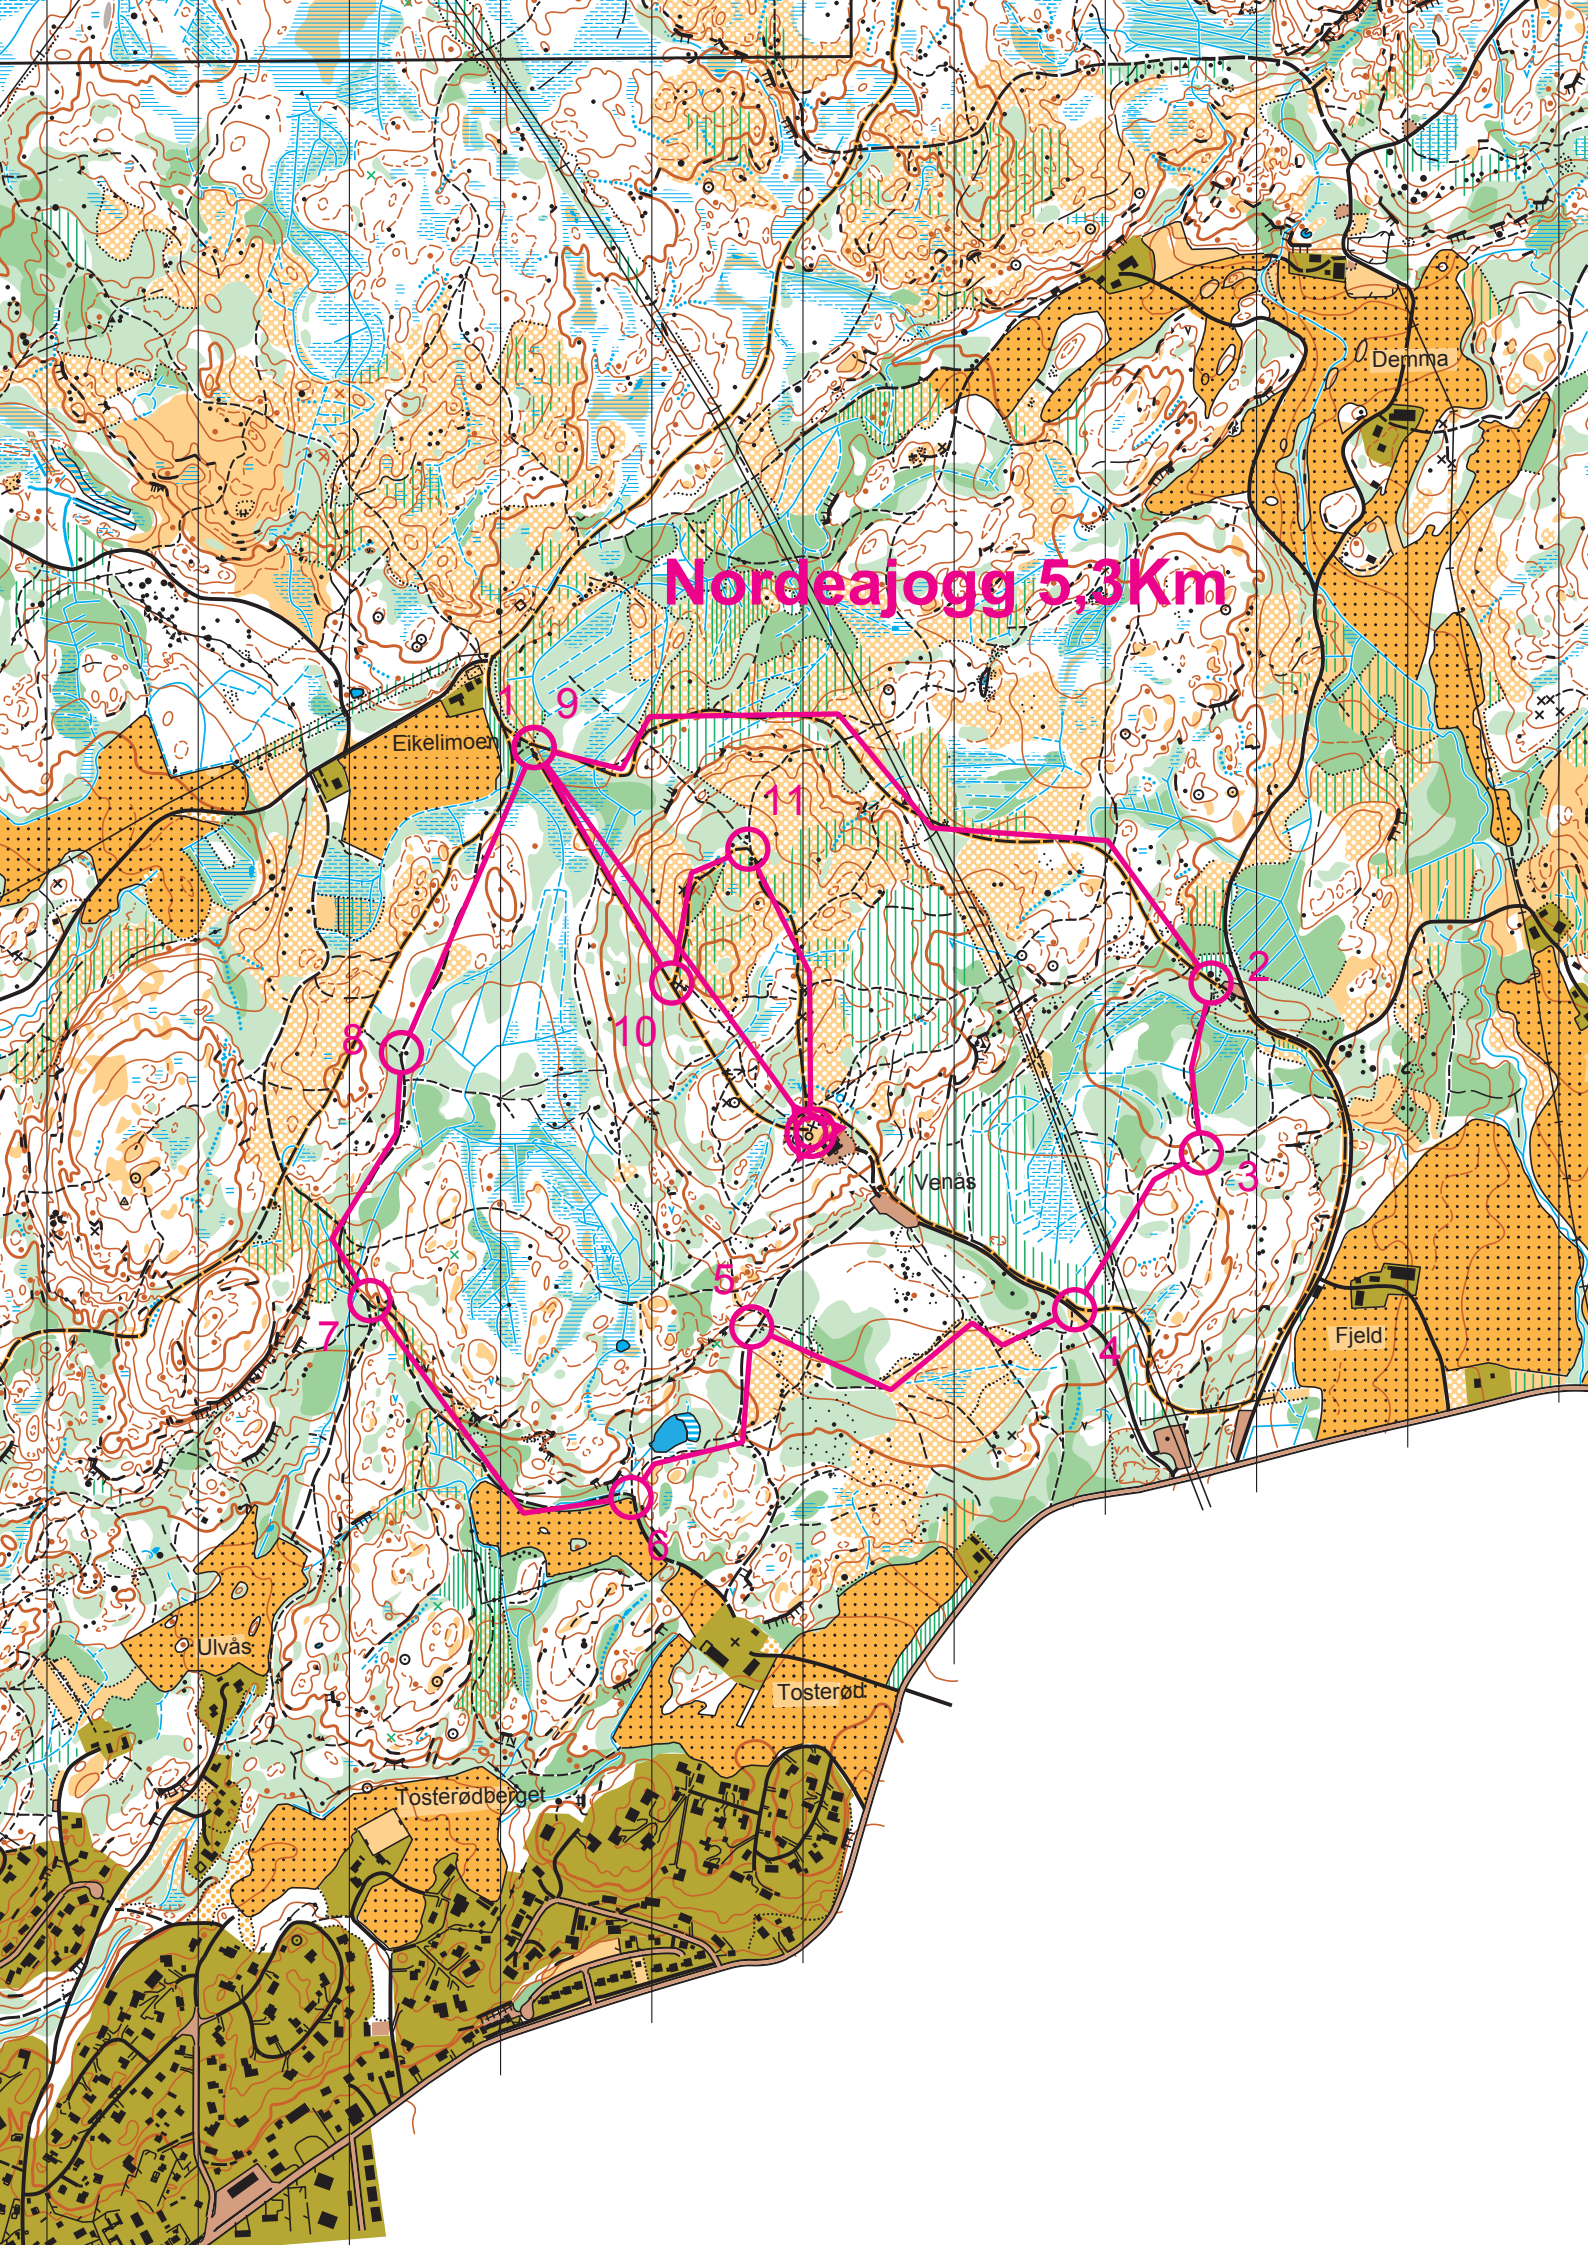 Demma
Nordeajogg 5,3Km
1
9
Eikelimoen
11
2
10
8
3
Venås
5
4
7
Fjeld
6
Ulvås
Tosterød
Tosterødberget